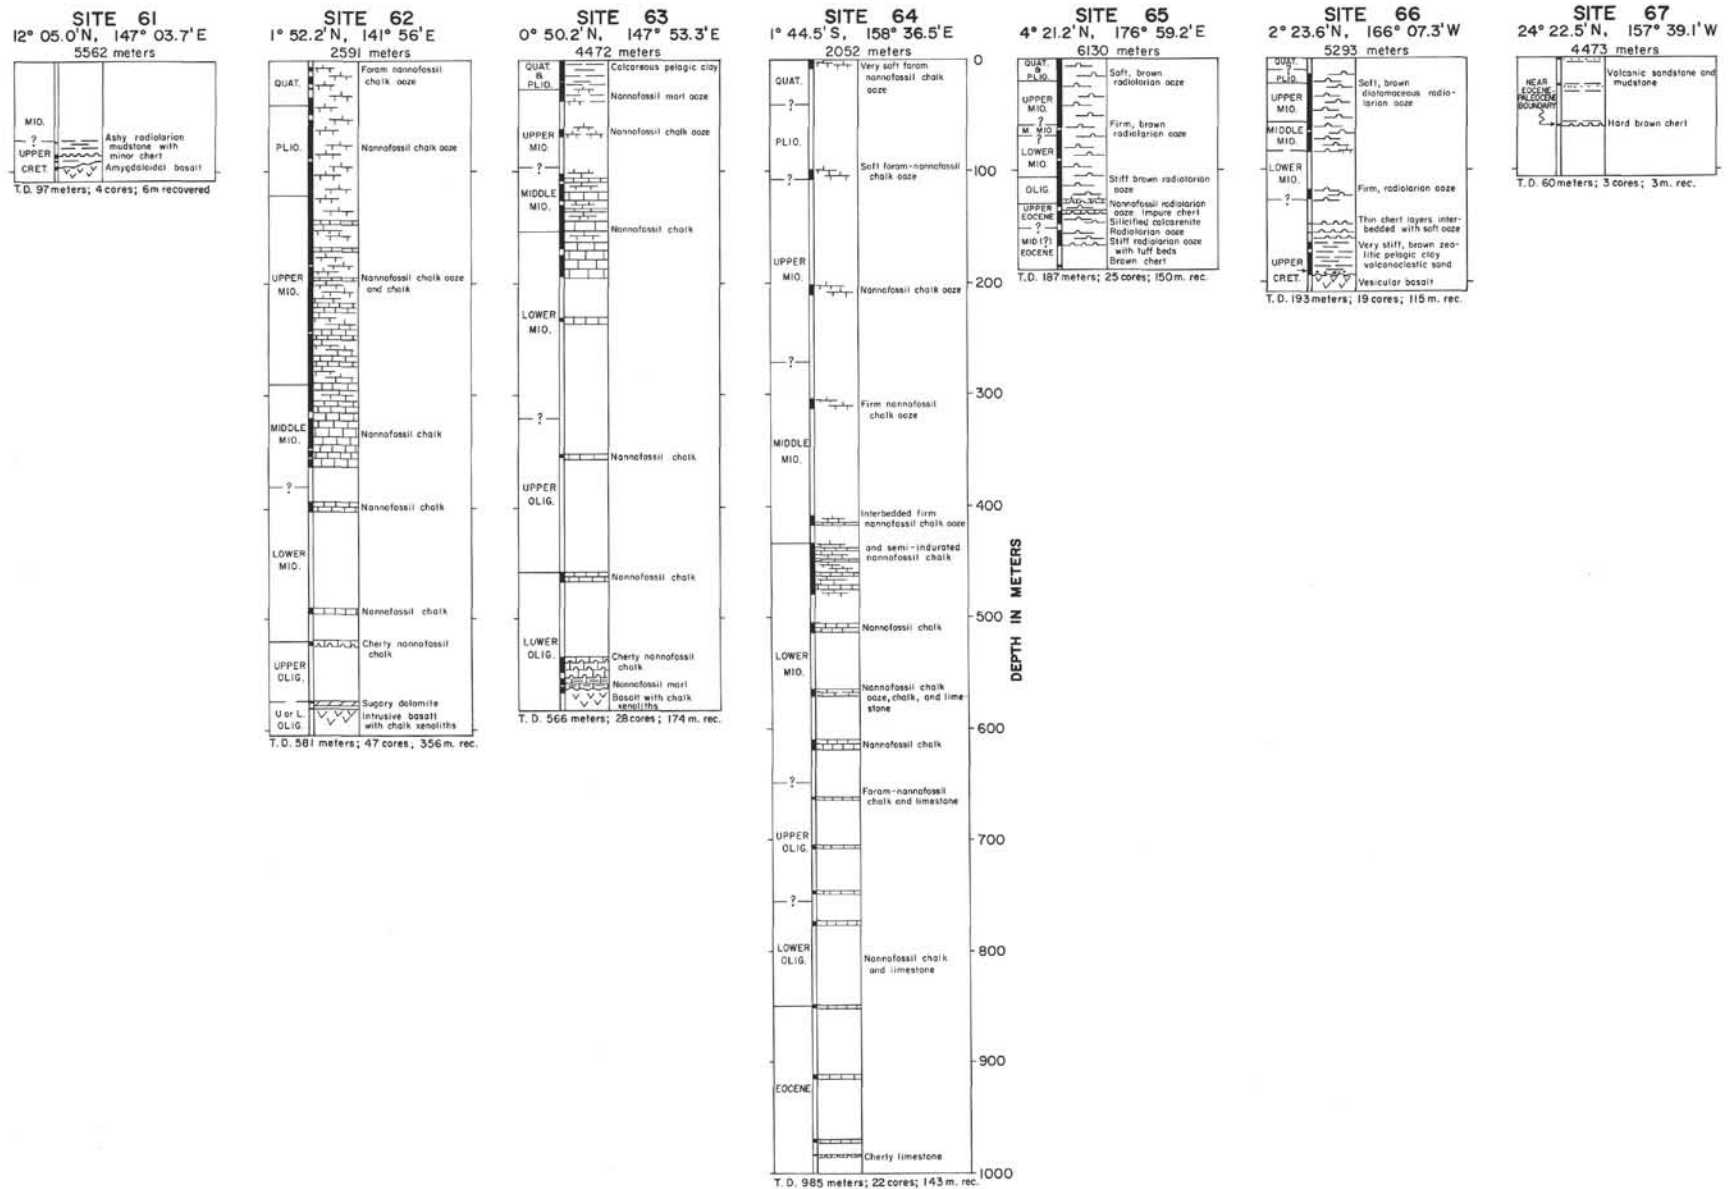 SITE 61
12° 05.0'N, 147° 03.7'E
5562 meters
MIO.
?
UPPER
CRET.
Ashy radiolarian
mudstone with
minor chert
Amygdaloidal basalt
T.D. 97 meters; 4 cores; 6m recovered
SITE 62
1° 52.2'N, 141° 56'E
2591 meters
QUAT.
PLIO.
UPPER
MIO.
MIDDLE
MIO.
?
LOWER
MIO.
UPPER
OLIG.
U or L.
OLIG.
Foram nannofossil
chalk ooze
Nannofossil chalk ooze
Nannofossil chalk ooze
and chalk
Nannofossil chalk
Nannofossil chalk
Nannofossil chalk
Cherty nannofossil
chalk
Sugary dolomite
Intrusive basalt
with chalk xenoliths
T.D. 581 meters; 47 cores; 356 m. rec.
SITE 63
0° 50.2'N, 147° 53.3'E
4472 meters
QUAT.
&
PLIO.
UPPER
MIO.
?
MIDDLE
MIO.
LOWER
MIO.
?
UPPER
OLIG.
LOWER
OLIG.
Calcareous pelagic clay
Nannofossil marl ooze
Nannofossil chalk ooze
Nannofossil chalk
Nannofossil chalk
Nannofossil chalk
Cherty nannofossil
chalk
Nannofossil marl
Basalt with chalk
xenoliths
T. D. 566 meters; 28 cores; 174 m. rec.
SITE 64
1° 44.5'S, 158° 36.5'E
2052 meters
QUAT.
?
PLIO.
?
UPPER
MIO.
?
MIDDLE
MIO.
LOWER
MIO.
?
UPPER
OLIG.
?
LOWER
OLIG.
EOCENE
Very soft foram
nannofossil chalk
ooze
Soft foram-nannofossil
chalk ooze
Nannofossil chalk ooze
Firm nannofossil
chalk ooze
Interbedded firm
nannofossil chalk ooze
and semi-indurated
nannofossil chalk
Nannofossil chalk
Nannofossil chalk
ooze, chalk, and lime
stone
Nannofossil chalk
Foram-nannofossil
chalk and limestone
Nannofossil chalk
and limestone
Cherty limestone
T. D. 985 meters; 22 cores; 143 m. rec.
0
100
200
300
400
500
600
700
800
900
1000
DEPTH IN METERS
SITE 65
4° 21.2'N, 176° 59.2'E
6130 meters
QUAT.
&
PLIO.
UPPER
MIO.
?
M. MIO.
?
LOWER
MIO.
OLIG.
UPPER
EOCENE
?
MID (?)
EOCENE
Soft, brown
radiolarian ooze
Firm, brown
radiolarian ooze
Stiff brown radiolarian
ooze
Nannofossil radiolarian
ooze. Impure chert
Silicified calcarenite
Radiolarian ooze
Stiff radiolarian ooze
with tuff beds
Brown chert
T. D. 187 meters; 25 cores; 150 m. rec.
SITE 66
2° 23.6'N, 166° 07.3'W
5293 meters
QUAT.
?
PLIO.
UPPER
MIO.
MIDDLE
MIO.
LOWER
MIO.
?
UPPER
CRET.
Soft, brown
diatomaceous radio-
larian ooze
Firm, radiolarian ooze
Thin chert layers inter-
bedded with soft ooze
Very stiff, brown zeo-
litic pelagic clay
volcanoclastic sand
Vesicular basalt
T. D. 193 meters; 19 cores; 115 m. rec.
SITE 67
24° 22.5'N, 157° 39.1'W
4473 meters
NEAR
EOCENE-
PALEOCENE
BOUNDARY
Volcanic sandstone and
mudstone
Hard brown chert
T. D. 60 meters; 3 cores; 3 m. rec.